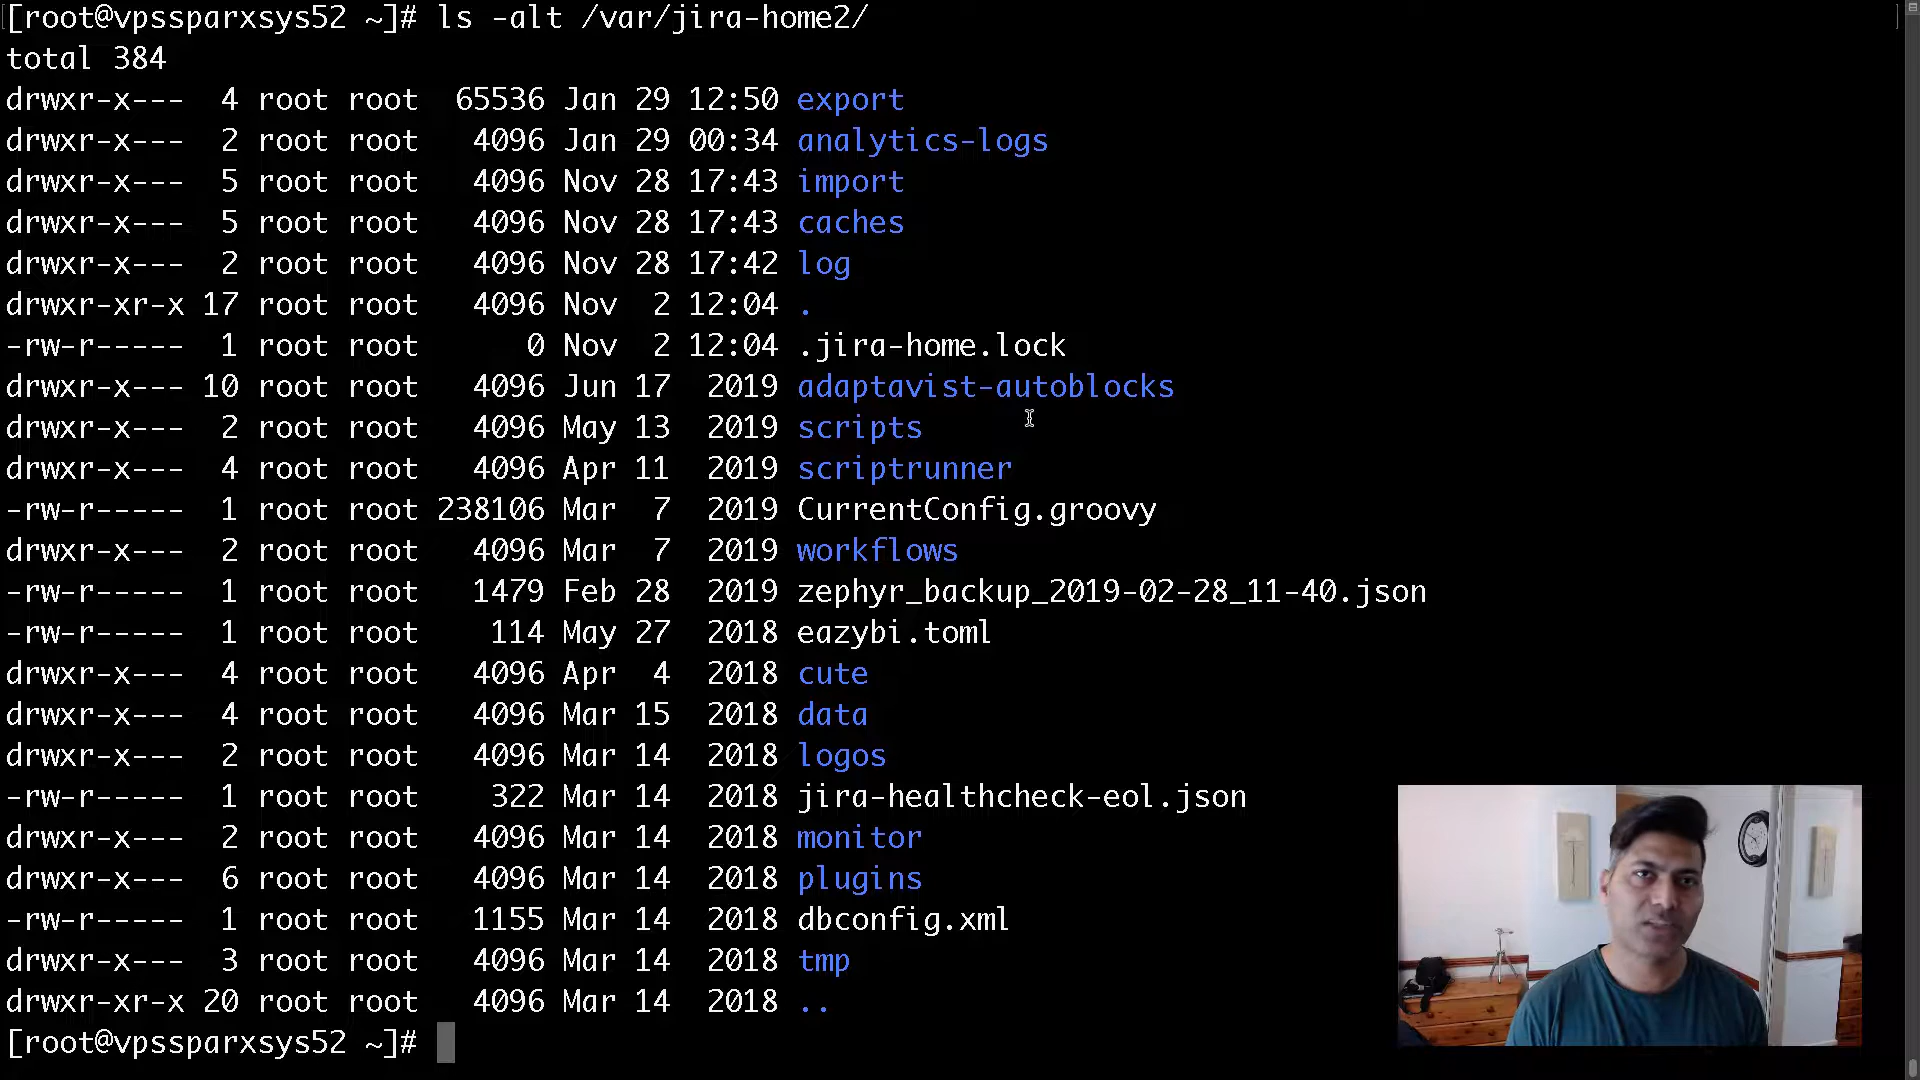 [root@vpssparxsys52 ~]# ls -alt /var/jira-home2/
total 384
drwxr-x---  4 root root  65536 Jan 29 12:50 export
drwxr-x---  2 root root   4096 Jan 29 00:34 analytics-logs
drwxr-x---  5 root root   4096 Nov 28 17:43 import
drwxr-x---  5 root root   4096 Nov 28 17:43 caches
drwxr-x---  2 root root   4096 Nov 28 17:42 log
drwxr-xr-x 17 root root   4096 Nov  2 12:04 .
-rw-r-----  1 root root      0 Nov  2 12:04 .jira-home.lock
drwxr-x--- 10 root root   4096 Jun 17  2019 adaptavist-autoblocks
drwxr-x---  2 root root   4096 May 13  2019 scripts
drwxr-x---  4 root root   4096 Apr 11  2019 scriptrunner
-rw-r-----  1 root root 238106 Mar  7  2019 CurrentConfig.groovy
drwxr-x---  2 root root   4096 Mar  7  2019 workflows
-rw-r-----  1 root root   1479 Feb 28  2019 zephyr_backup_2019-02-28_11-40.json
-rw-r-----  1 root root    114 May 27  2018 eazybi.toml
drwxr-x---  4 root root   4096 Apr  4  2018 cute
drwxr-x---  4 root root   4096 Mar 15  2018 data
drwxr-x---  2 root root   4096 Mar 14  2018 logos
-rw-r-----  1 root root    322 Mar 14  2018 jira-healthcheck-eol.json
drwxr-x---  2 root root   4096 Mar 14  2018 monitor
drwxr-x---  6 root root   4096 Mar 14  2018 plugins
-rw-r-----  1 root root   1155 Mar 14  2018 dbconfig.xml
drwxr-x---  3 root root   4096 Mar 14  2018 tmp
drwxr-xr-x 20 root root   4096 Mar 14  2018 ..
[root@vpssparxsys52 ~]#